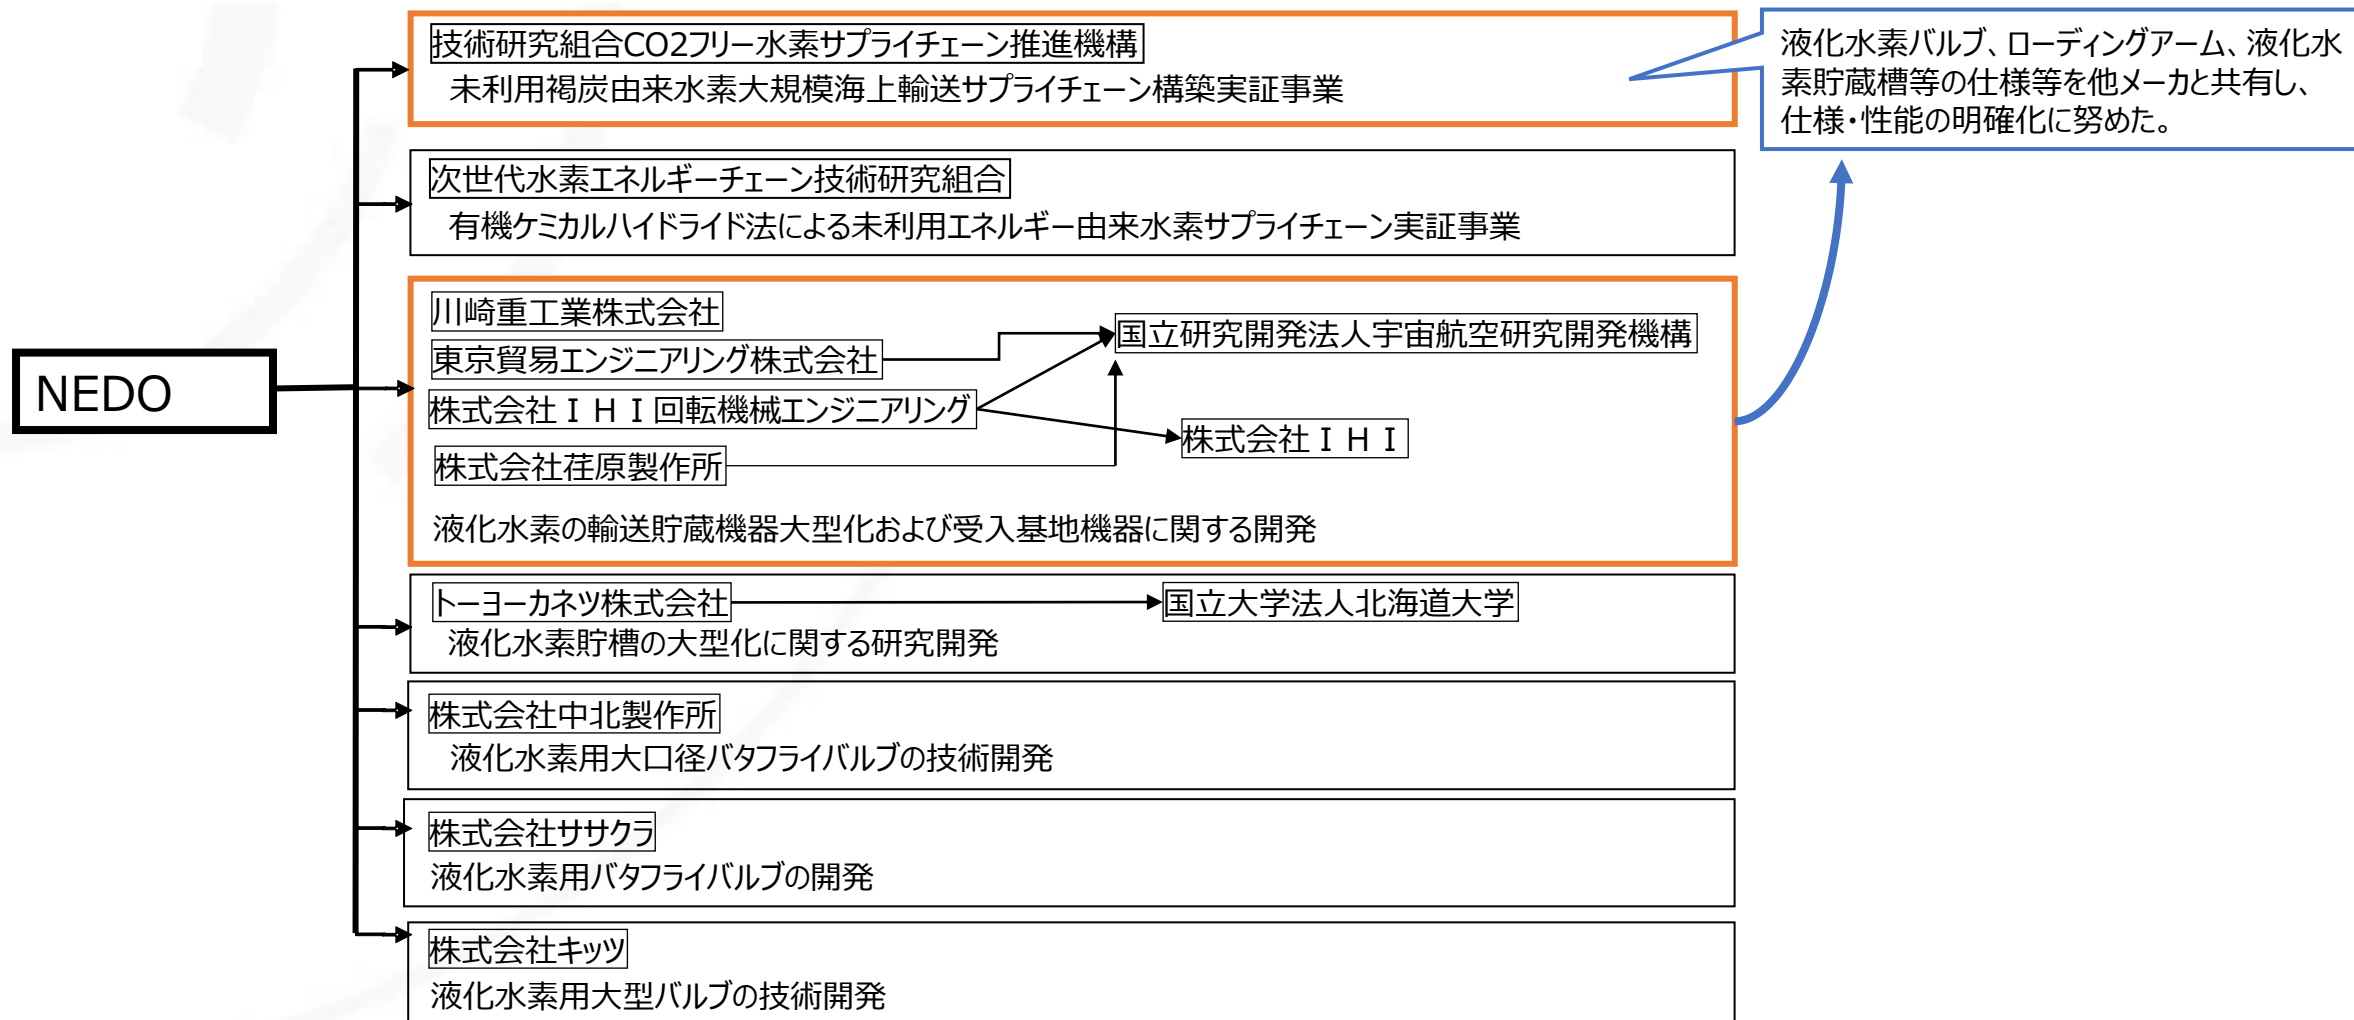 技術研究組合CO2フリー水素サプライチェーン推進機構
未利用褐炭由来水素大規模海上輸送サプライチェーン構築実証事業
液化水素バルブ、ローディングアーム、液化水
素貯蔵槽等の仕様等を他メーカと共有し、
仕様・性能の明確化に努めた。
次世代水素エネルギーチェーン技術研究組合
有機ケミカルハイドライド法による未利用エネルギー由来水素サプライチェーン実証事業
NEDO
川崎重工業株式会社
東京貿易エンジニアリング株式会社
株式会社ＩＨＩ回転機械エンジニアリング
株式会社荏原製作所
国立研究開発法人宇宙航空研究開発機構
株式会社ＩＨＩ
液化水素の輸送貯蔵機器大型化および受入基地機器に関する開発
トーヨーカネツ株式会社
国立大学法人北海道大学
液化水素貯槽の大型化に関する研究開発
株式会社中北製作所
液化水素用大口径バタフライバルブの技術開発
株式会社ササクラ
液化水素用バタフライバルブの開発
株式会社キッツ
液化水素用大型バルブの技術開発